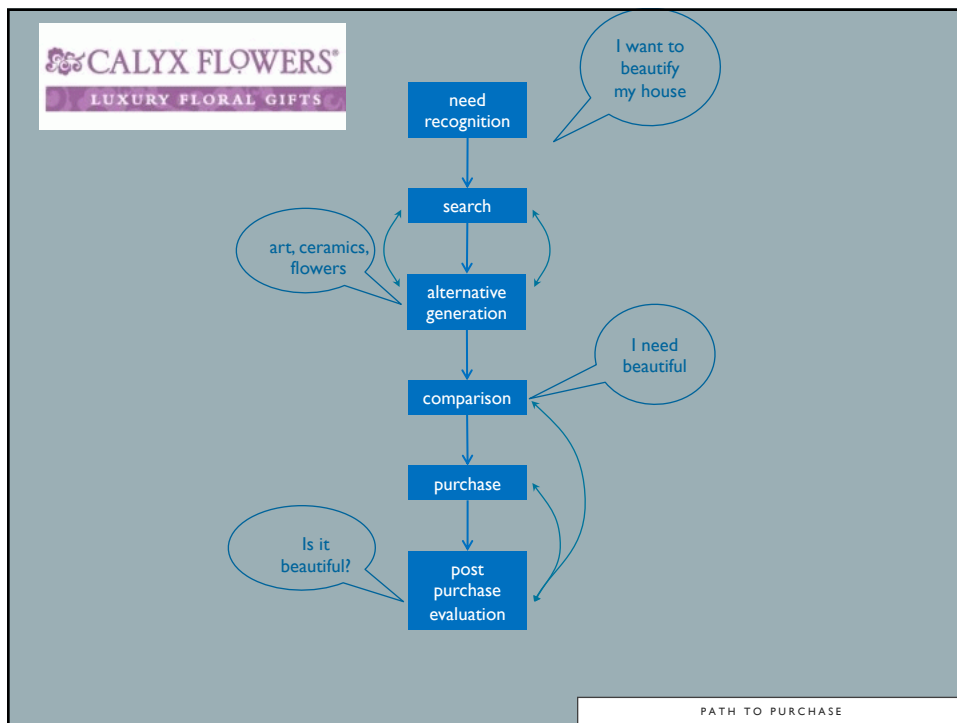 CALYX FLOWERS®
LUXURY FLORAL GIFTS
I want to
beautify
my house
need
recognition
search
art, ceramics,
flowers
alternative
generation
I need
beautiful
comparison
purchase
Is it
beautiful?
post
purchase
evaluation
PATH TO PURCHASE